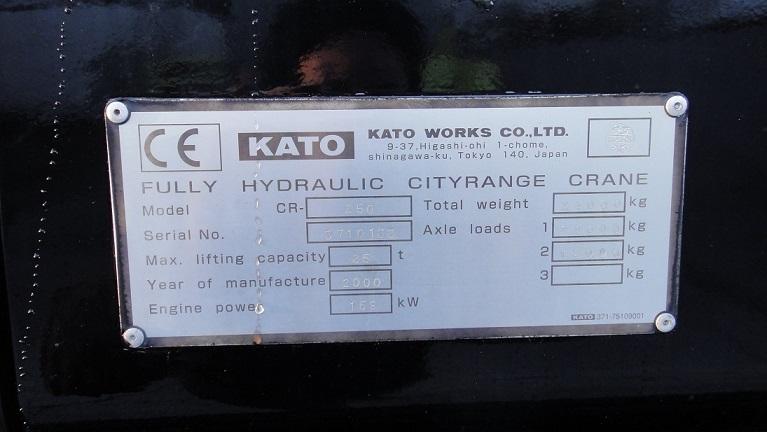 CE
KATO
KATO WORKS CO.,LTD.
9-37,Higashi-ohi 1-chome,
shinagawa-ku, Tokyo 140, Japan
FULLY HYDRAULIC CITYRANGE CRANE
Model CR- 250
Serial No.
Max. lifting capacity 25 t
Year of manufacture 2000
Engine power kW
Total weight kg
Axle loads 1 kg
2 kg
3 kg
KATO 371-75109001